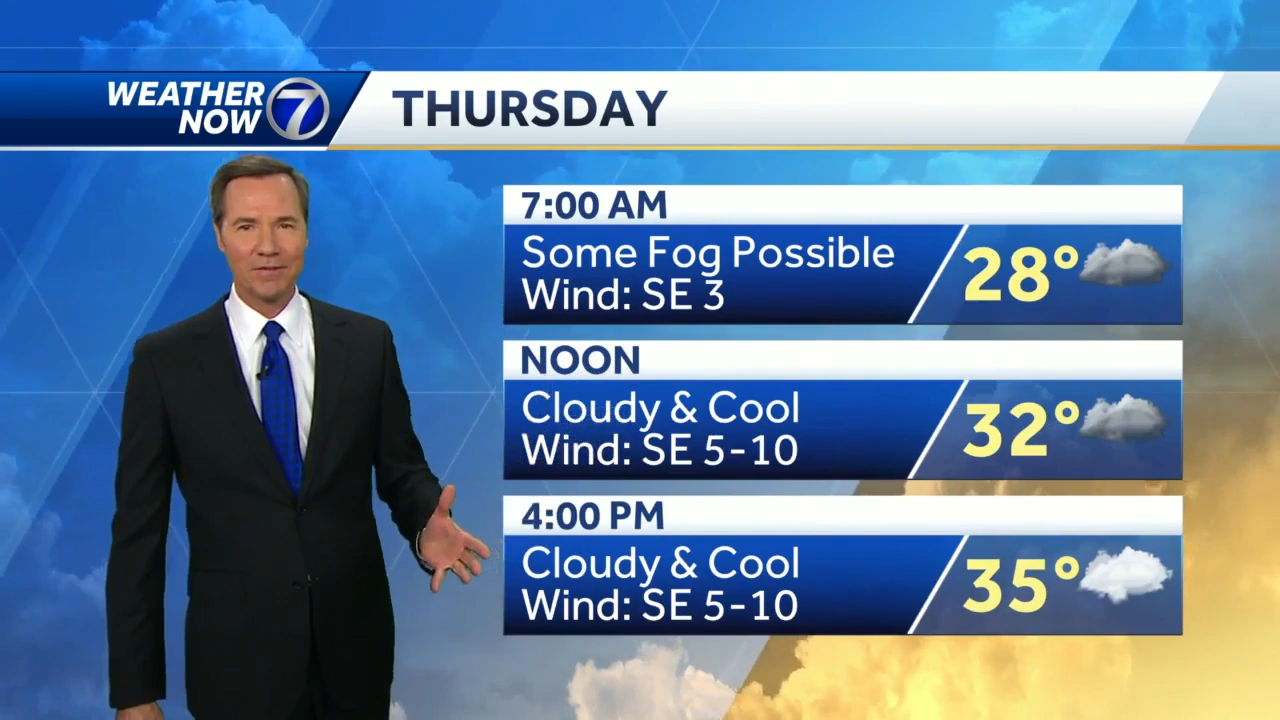 WEATHER
NOW 7
THURSDAY
7:00 AM
Some Fog Possible
Wind: SE 3
28°
NOON
Cloudy & Cool
Wind: SE 5-10
32°
4:00 PM
Cloudy & Cool
Wind: SE 5-10
35°